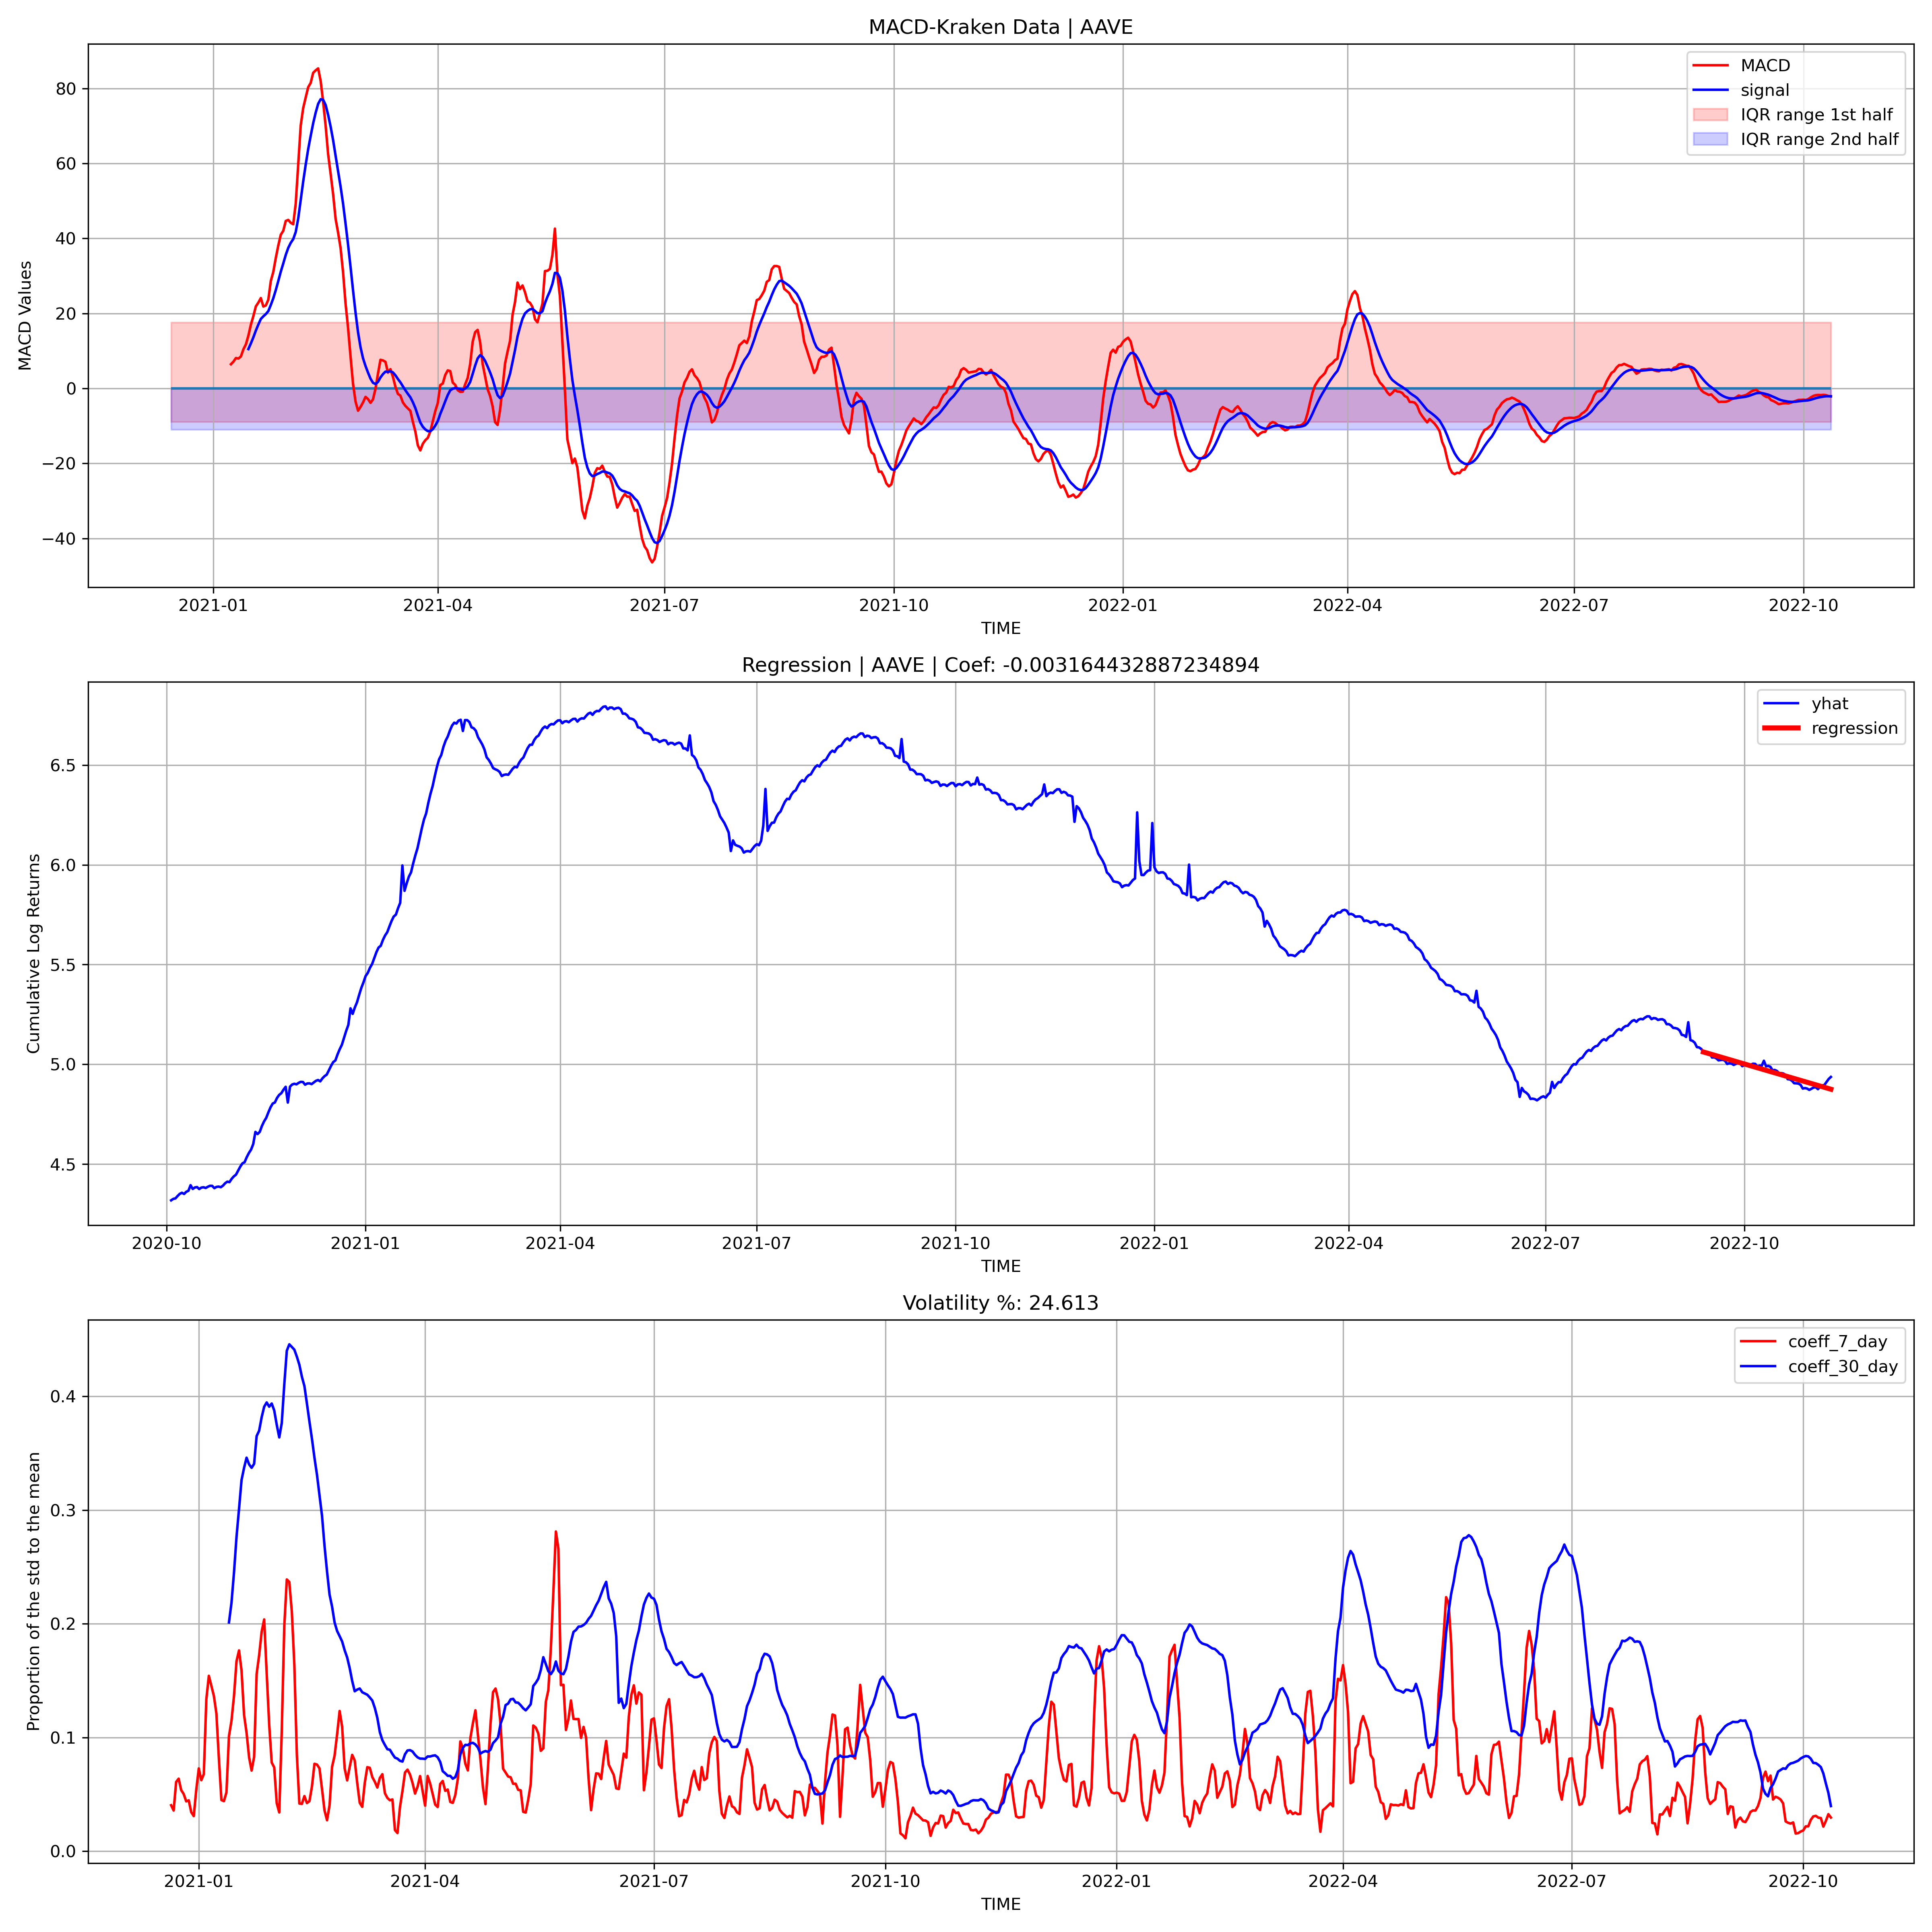 MACD-Kraken Data | AAVE
MACD
signal
IQR range 1st half
IQR range 2nd half
MACD Values
80
60
40
20
0
−20
−40
2021-01 2021-04 2021-07 2021-10 2022-01 2022-04 2022-07 2022-10
TIME
Regression | AAVE | Coef: -0.003164432887234894
yhat
regression
Cumulative Log Returns
6.5
6.0
5.5
5.0
4.5
2020-10 2021-01 2021-04 2021-07 2021-10 2022-01 2022-04 2022-07 2022-10
TIME
Volatility %: 24.613
coeff_7_day
coeff_30_day
Proportion of the std to the mean
0.4
0.3
0.2
0.1
0.0
2021-01 2021-04 2021-07 2021-10 2022-01 2022-04 2022-07 2022-10
TIME